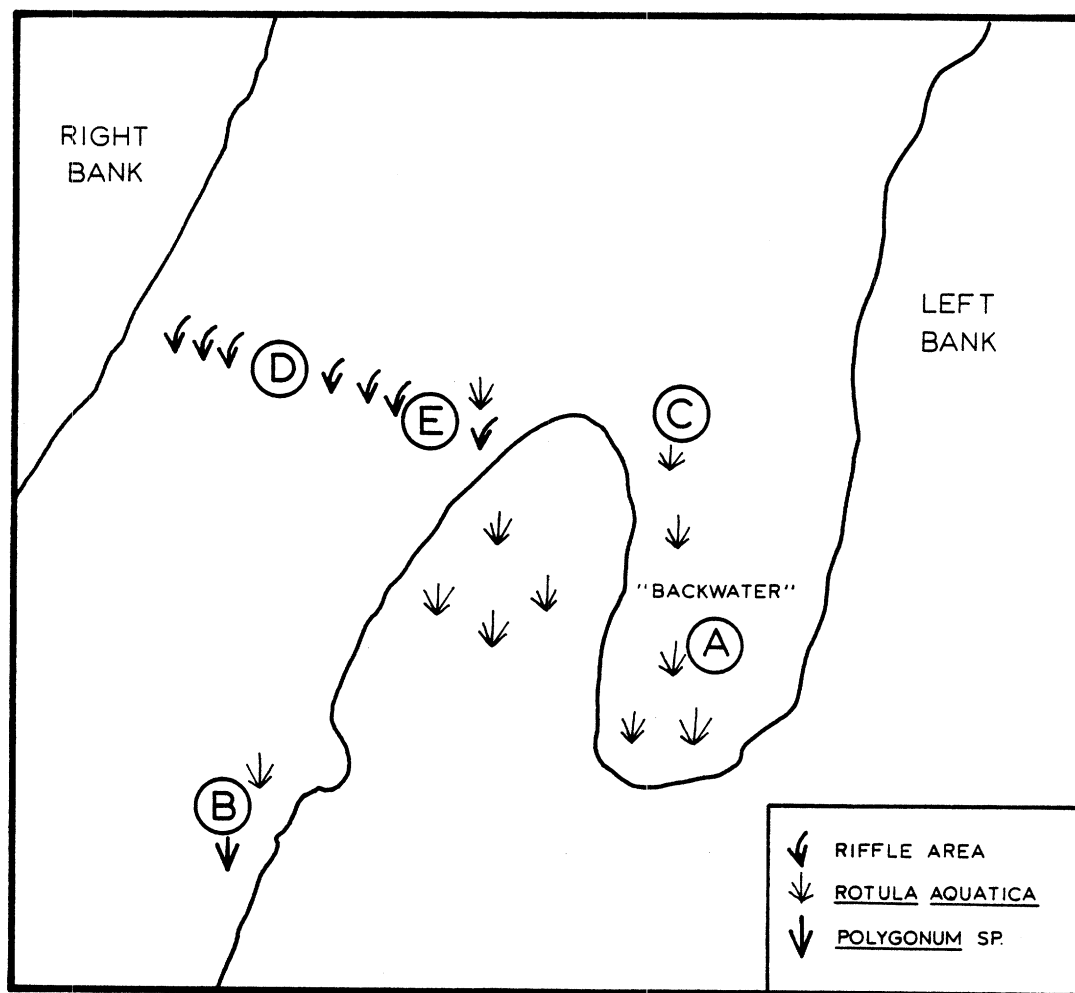 RIGHT
BANK
LEFT
BANK
D
E
C
"BACKWATER"
A
B
RIFFLE AREA
ROTULA AQUATICA
POLYGONUM SP.